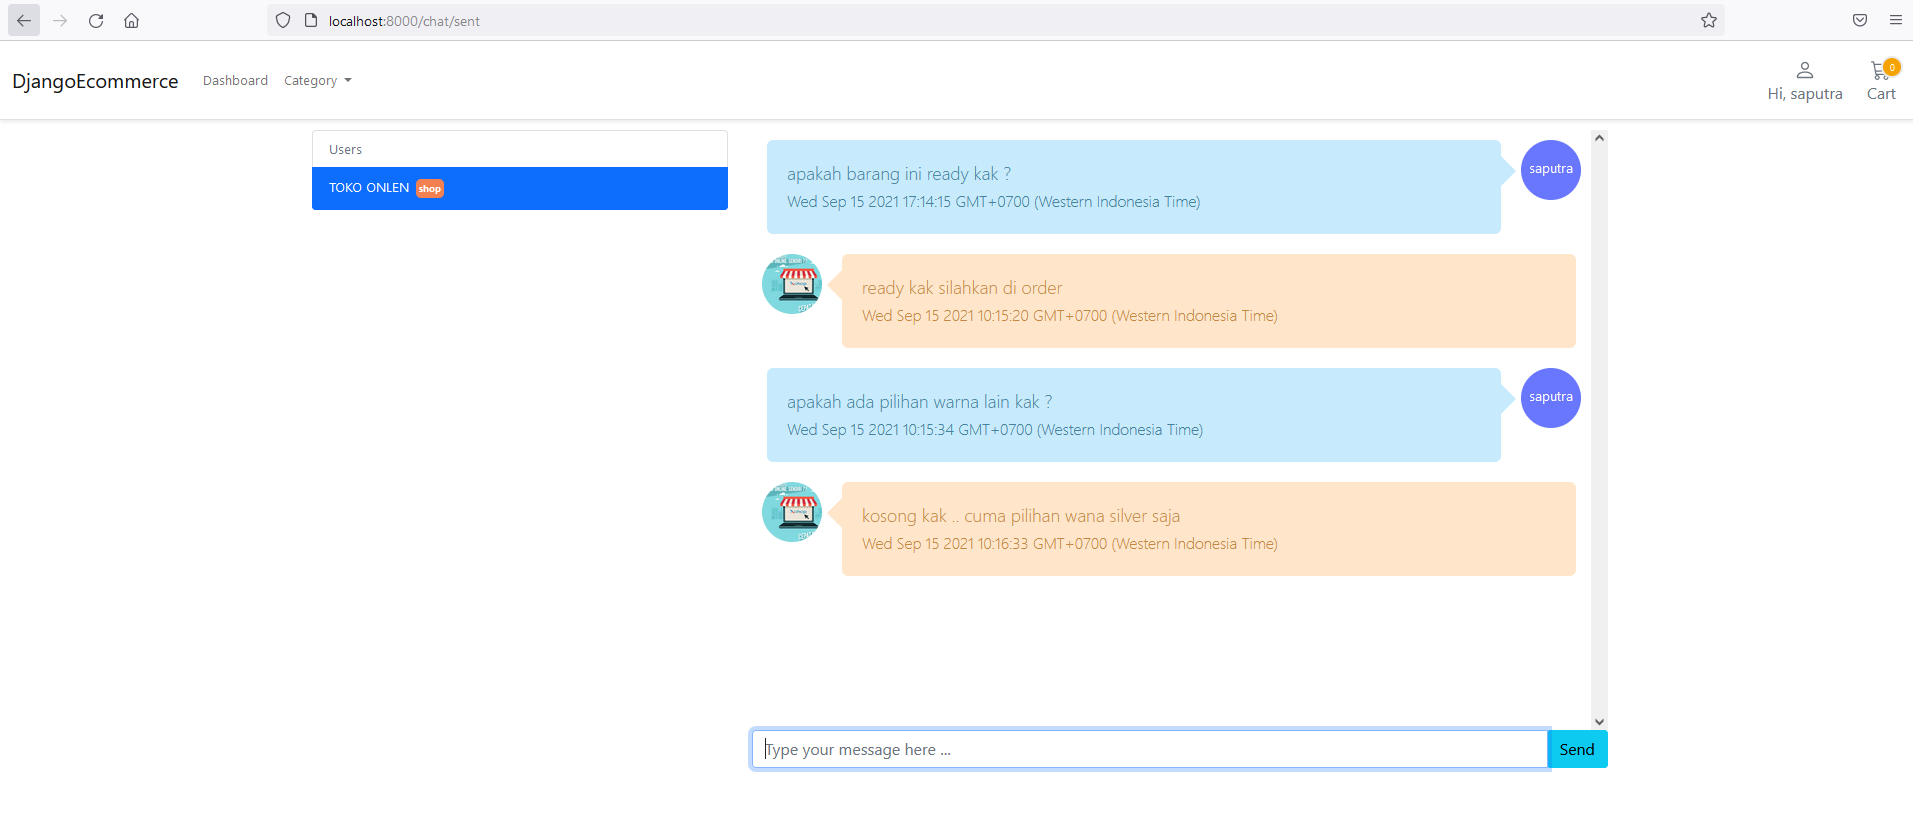 localhost:8000/chat/sent
DjangoEcommerce
Dashboard
Category
Hi, saputra
0
Cart
Users
TOKO ONLEN shop
apakah barang ini ready kak ?
Wed Sep 15 2021 17:14:15 GMT+0700 (Western Indonesia Time)
saputra
ready kak silahkan di order
Wed Sep 15 2021 10:15:20 GMT+0700 (Western Indonesia Time)
apakah ada pilihan warna lain kak ?
Wed Sep 15 2021 10:15:34 GMT+0700 (Western Indonesia Time)
saputra
kosong kak .. cuma pilihan wana silver saja
Wed Sep 15 2021 10:16:33 GMT+0700 (Western Indonesia Time)
Type your message here ...
Send